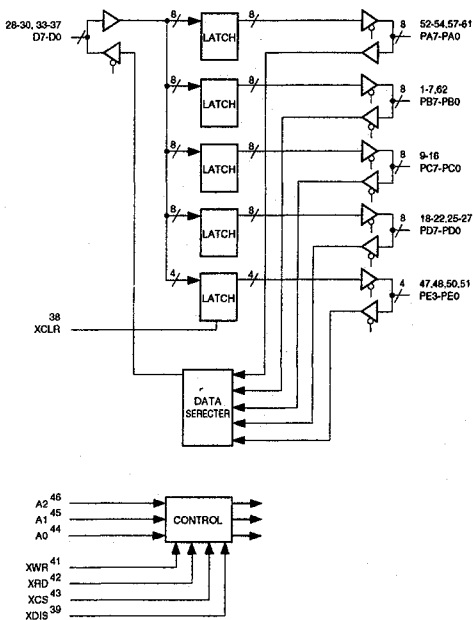 28-30, 33-37
D7-D0
8
8
LATCH
8
8
52-54,57-61
PA7-PA0
8
LATCH
8
8
1-7,62
PB7-PB0
8
LATCH
8
8
9-16
PC7-PC0
8
LATCH
8
8
18-22,25-27
PD7-PD0
4
LATCH
4
4
47,48,50,51
PE3-PE0
38
XCLR
DATA
SERECTER
A2 46
A1 45
A0 44
CONTROL
XWR 41
XRD 42
XCS 43
XDIS 39